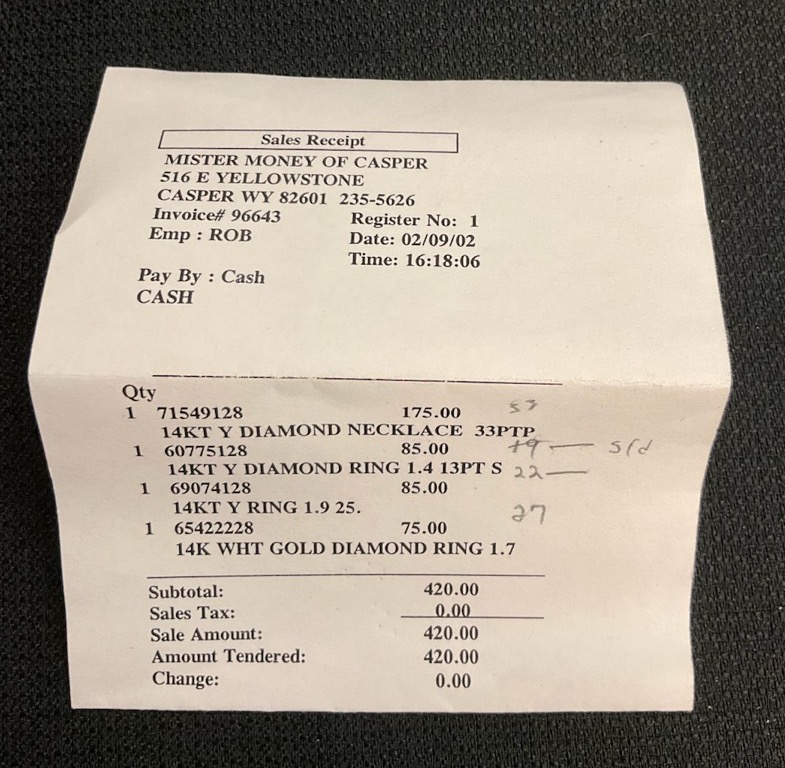 Sales Receipt
MISTER MONEY OF CASPER
516 E YELLOWSTONE
CASPER WY 82601 235-5626
Invoice# 96643 Register No: 1
Emp : ROB Date: 02/09/02
Time: 16:18:06
Pay By : Cash
CASH
Qty
1 71549128 175.00
14KT Y DIAMOND NECKLACE 33PTP
1 60775128 85.00 s/d
14KT Y DIAMOND RING 1.4 13PT S 22
1 69074128 85.00
14KT Y RING 1.9 25. 27
1 65422228 75.00
14K WHT GOLD DIAMOND RING 1.7
Subtotal: 420.00
Sales Tax: 0.00
Sale Amount: 420.00
Amount Tendered: 420.00
Change: 0.00